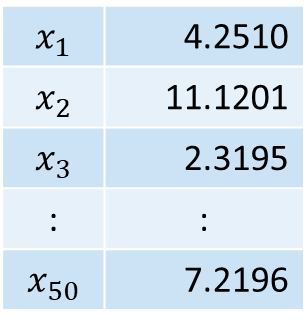 x₁ 4.2510
x₂ 11.1201
x₃ 2.3195
: :
x₅₀ 7.2196